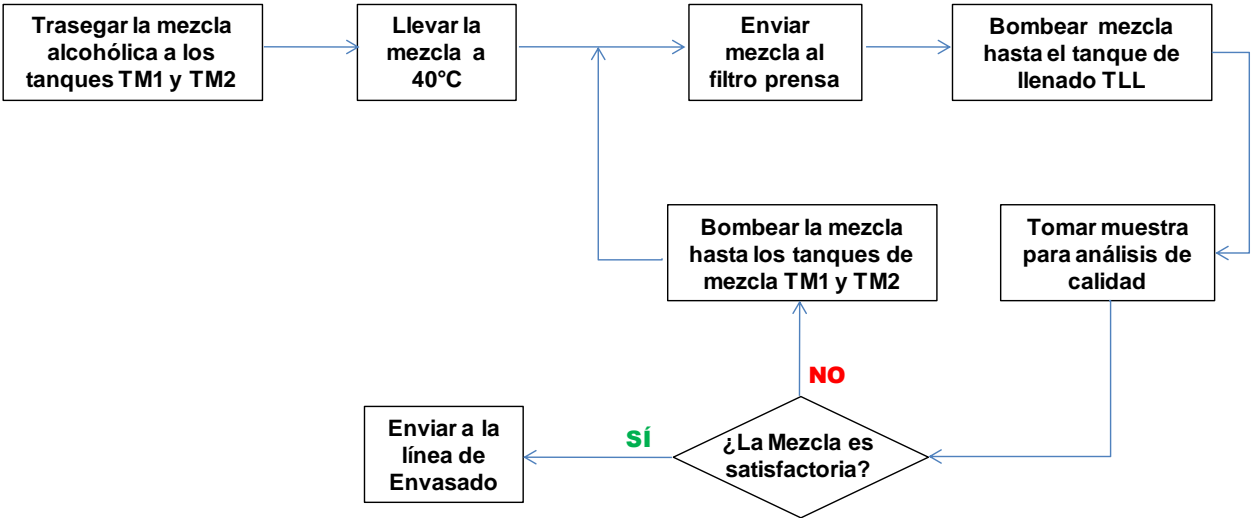 Trasegar la mezcla
alcohólica a los
tanques TM1 y TM2
Llevar la
mezcla a
40°C
Enviar
mezcla al
filtro prensa
Bombear mezcla
hasta el tanque de
llenado TLL
Tomar muestra
para análisis de
calidad
¿La Mezcla es
satisfactoria?
NO
Bombear la mezcla
hasta los tanques de
mezcla TM1 y TM2
SÍ
Enviar a la
línea de
Envasado